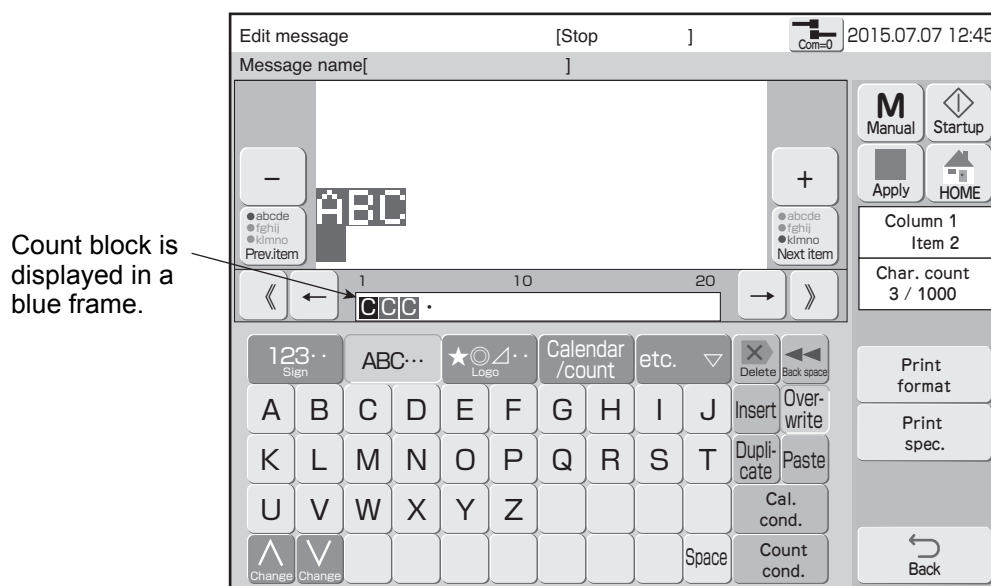 Edit message [Stop ] Com=0 2015.07.07 12:45
Message name[ ]
M
Manual Startup
Apply HOME
− +
●abcde
●fghij
●klmno
Prev.item
●abcde
●fghij
●klmno
Next item
ABC
Count block is
displayed in a
blue frame.
Column 1
Item 2
Char. count
3 / 1000
1 10 20
《 ← CCC · → 》
123··
Sign
ABC···
★◎⊿··
Logo
Calendar
/count
etc. ▽
Delete
Back space
A B C D E F G H I J Insert Over-
write
K L M N O P Q R S T Dupli-
cate Paste
U V W X Y Z Cal.
cond.
Change Change Space Count
cond.
Print
format
Print
spec.
Back